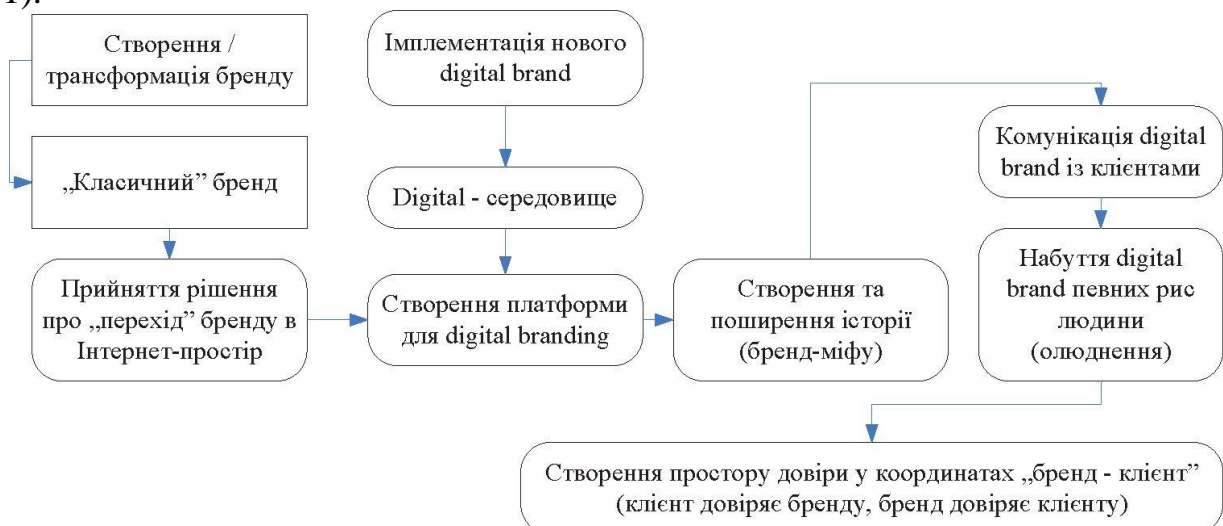 1).
Створення /
трансформація бренду
„Класичний” бренд
Прийняття рішення
про „перехід” бренду в
Інтернет-простір
Імплементація нового
digital brand
Digital - середовище
Створення платформи
для digital branding
Створення та
поширення історії
(бренд-міфу)
Комунікація digital
brand із клієнтами
Набуття digital
brand певних рис
людини
(олюднення)
Створення простору довіри у координатах „бренд - клієнт”
(клієнт довіряє бренду, бренд довіряє клієнту)